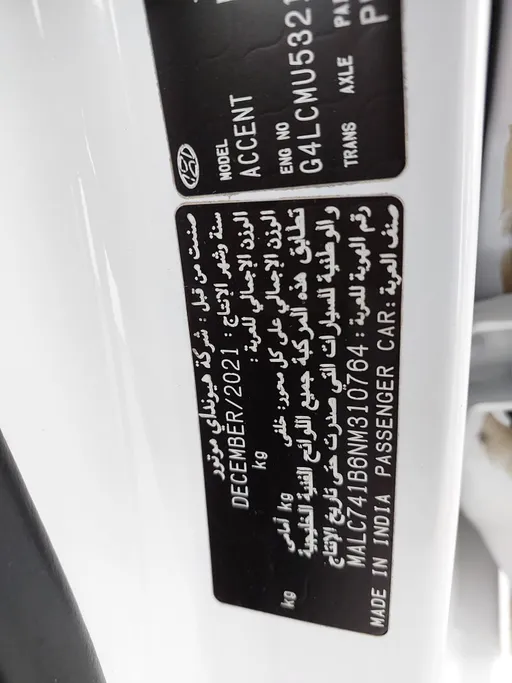 MODEL
ACCENT
ENG NO
G4LCMU5321
TRANS AXLE
صنعت من قبل : شركة هيونداي موتور
سنة وشهر الإنتاج : DECEMBER/2021
الوزن الإجمالي للعربة : kg
الوزن الإجمالي على كل محور: خلفي kg أمامي kg
تطابق هذه المركبة جميع اللوائح الفنية الخليجية
والوطنية للسيارات التي صدرت حتى تاريخ الإنتاج
رقم الهوية للعربة : MALC741B6NM310764
صنف العربة: MADE IN INDIA PASSENGER CAR